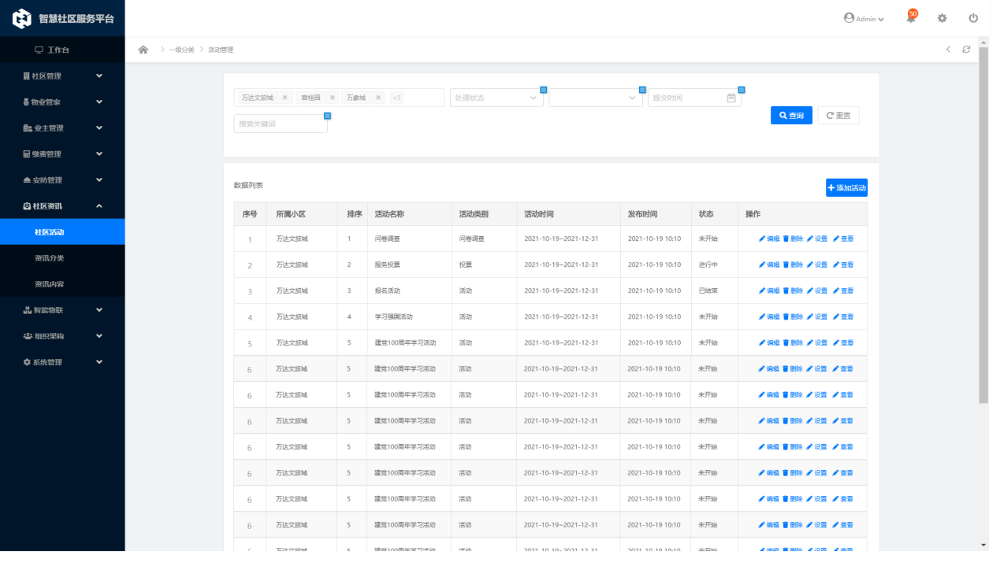 智慧社区服务平台
Admin
50
工作台
一级分类 > 活动管理
社区管理
物业管家
业主管理
缴费管理
安防管理
社区资讯
社区活动
资讯分类
资讯内容
智能物联
组织架构
系统管理
万达文旅城 × 碧桂园 × 万象城 × +5 处理状态 提交时间
搜索关键词
查询 重置
数据列表
添加活动
序号 所属小区 排序 活动名称 活动类别 活动时间 发布时间 状态 操作
1 万达文旅城 1 问卷调查 问卷调查 2021-10-19~2021-12-31 2021-10-19 10:10 未开始 编辑 删除 设置 查看
2 万达文旅城 2 服务投票 投票 2021-10-19~2021-12-31 2021-10-19 10:10 进行中 编辑 删除 设置 查看
3 万达文旅城 3 报名活动 活动 2021-10-19~2021-12-31 2021-10-19 10:10 已结束 编辑 删除 设置 查看
4 万达文旅城 4 学习强国活动 活动 2021-10-19~2021-12-31 2021-10-19 10:10 未开始 编辑 删除 设置 查看
5 万达文旅城 5 建党100周年学习活动 活动 2021-10-19~2021-12-31 2021-10-19 10:10 未开始 编辑 删除 设置 查看
6 万达文旅城 5 建党100周年学习活动 活动 2021-10-19~2021-12-31 2021-10-19 10:10 未开始 编辑 删除 设置 查看
6 万达文旅城 5 建党100周年学习活动 活动 2021-10-19~2021-12-31 2021-10-19 10:10 未开始 编辑 删除 设置 查看
6 万达文旅城 5 建党100周年学习活动 活动 2021-10-19~2021-12-31 2021-10-19 10:10 未开始 编辑 删除 设置 查看
6 万达文旅城 5 建党100周年学习活动 活动 2021-10-19~2021-12-31 2021-10-19 10:10 未开始 编辑 删除 设置 查看
6 万达文旅城 5 建党100周年学习活动 活动 2021-10-19~2021-12-31 2021-10-19 10:10 未开始 编辑 删除 设置 查看
6 万达文旅城 5 建党100周年学习活动 活动 2021-10-19~2021-12-31 2021-10-19 10:10 未开始 编辑 删除 设置 查看
6 万达文旅城 5 建党100周年学习活动 活动 2021-10-19~2021-12-31 2021-10-19 10:10 未开始 编辑 删除 设置 查看